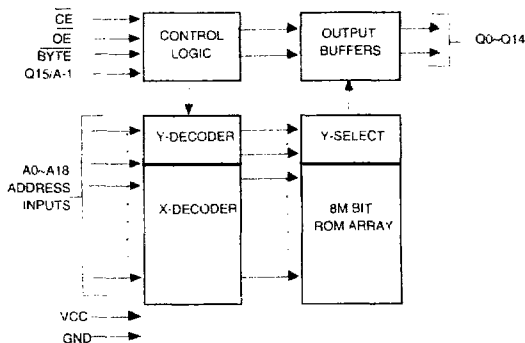 CE
OE
BYTE
Q15/A-1
CONTROL
LOGIC
OUTPUT
BUFFERS
Q0~Q14
A0~A18
ADDRESS
INPUTS
Y-DECODER
X-DECODER
Y-SELECT
8M BIT
ROM ARRAY
VCC
GND